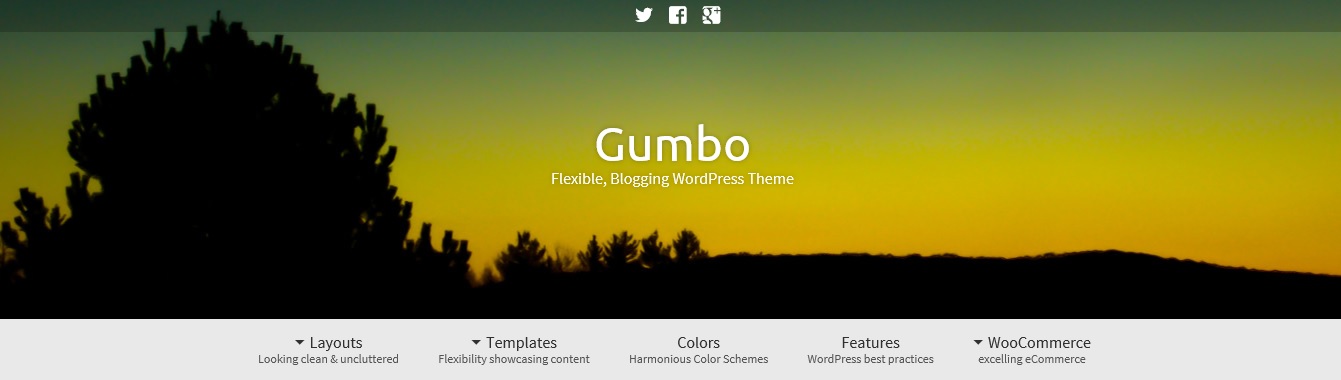 Gumbo
Flexible, Blogging WordPress Theme
Layouts
Looking clean & uncluttered
Templates
Flexibility showcasing content
Colors
Harmonious Color Schemes
Features
WordPress best practices
WooCommerce
excelling eCommerce